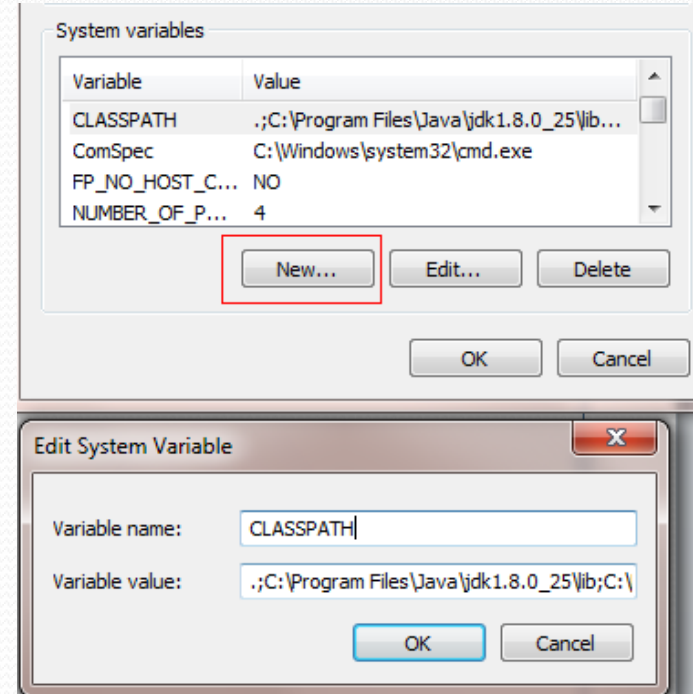 System variables
Variable Value
CLASSPATH .;C:\Program Files\Java\jdk1.8.0_25\lib...
ComSpec C:\Windows\system32\cmd.exe
FP_NO_HOST_C... NO
NUMBER_OF_P... 4
New... Edit... Delete
OK Cancel
Edit System Variable
Variable name: CLASSPATH
Variable value: .;C:\Program Files\Java\jdk1.8.0_25\lib;C:\
OK Cancel